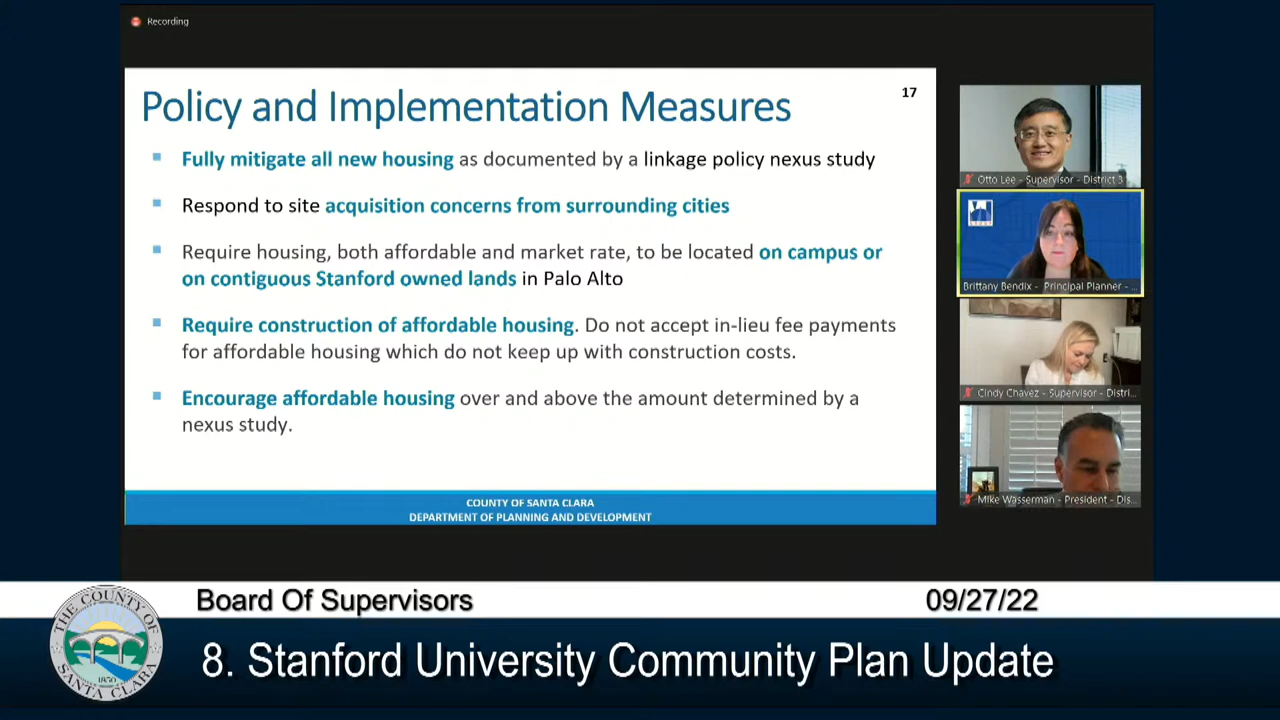 Recording
17
Policy and Implementation Measures
Fully mitigate all new housing as documented by a linkage policy nexus study
Respond to site acquisition concerns from surrounding cities
Require housing, both affordable and market rate, to be located on campus or
on contiguous Stanford owned lands in Palo Alto
Require construction of affordable housing. Do not accept in-lieu fee payments
for affordable housing which do not keep up with construction costs.
Encourage affordable housing over and above the amount determined by a
nexus study.
COUNTY OF SANTA CLARA
DEPARTMENT OF PLANNING AND DEVELOPMENT
Otto Lee - Supervisor - District 3
Brittany Bendix - Principal Planner - ...
Cindy Chavez - Supervisor - Distri...
Mike Wasserman - President - Dis...
Board Of Supervisors
09/27/22
THE COUNTY OF
SANTA CLARA
1850
8. Stanford University Community Plan Update